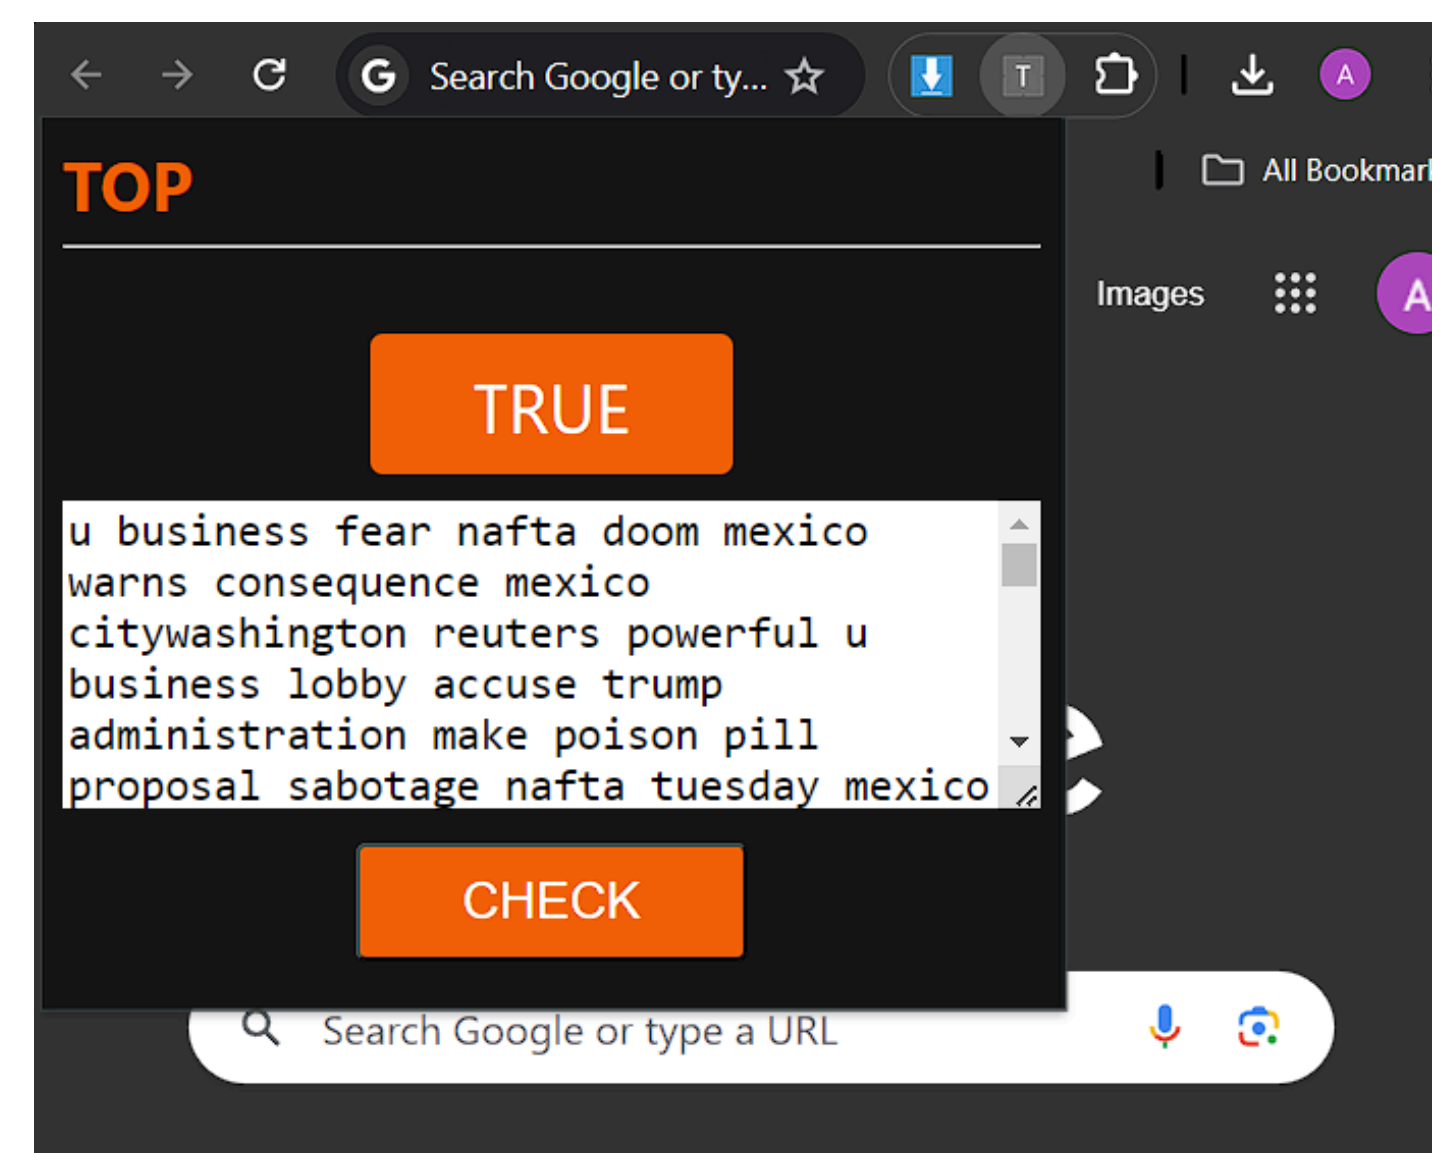 G Search Google or ty... T A
All Bookmar
TOP
Images A
TRUE
u business fear nafta doom mexico
warns consequence mexico
citywashington reuters powerful u
business lobby accuse trump
administration make poison pill
proposal sabotage nafta tuesday mexico
e
CHECK
Search Google or type a URL